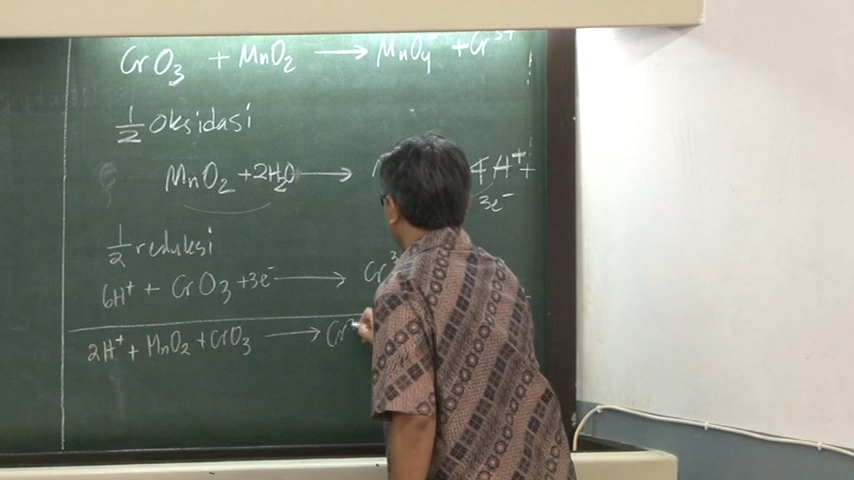 CrO₃ + MnO₂ → MnO₄⁻ + Cr³⁺
1/2 Oksidasi
MnO₂ + 2H₂O → 4H⁺ + 3e⁻
1/2 reduksi
6H⁺ + CrO₃ + 3e⁻ → Cr³
2H⁺ + MnO₂ + CrO₃ → Cr